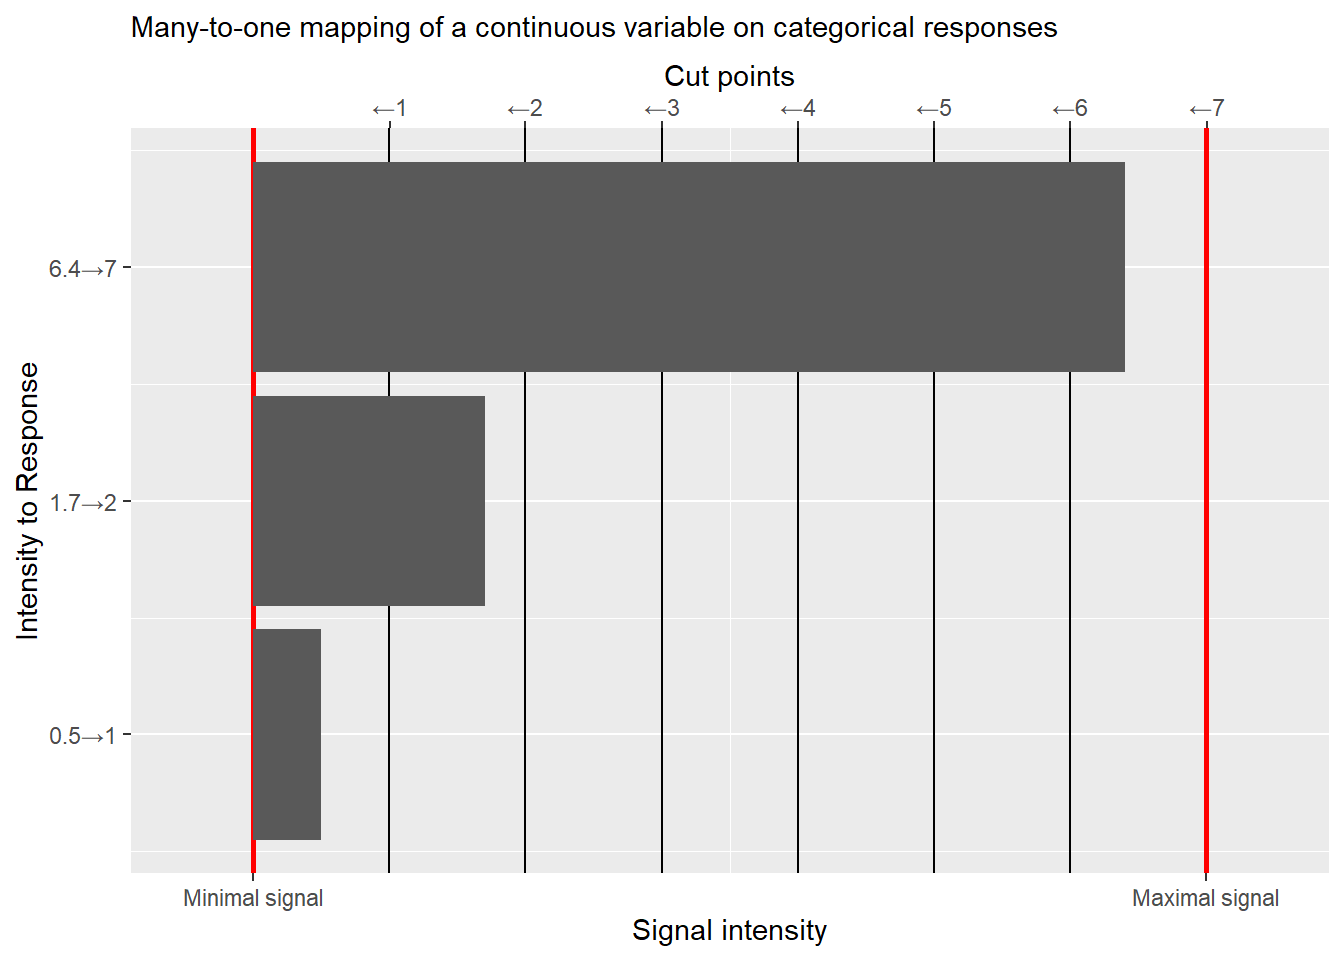 Many-to-one mapping of a continuous variable on categorical responses
Cut points
←1 ←2 ←3 ←4 ←5 ←6 ←7
Intensity to Response
6.4→7
1.7→2
0.5→1
Minimal signal Maximal signal
Signal intensity